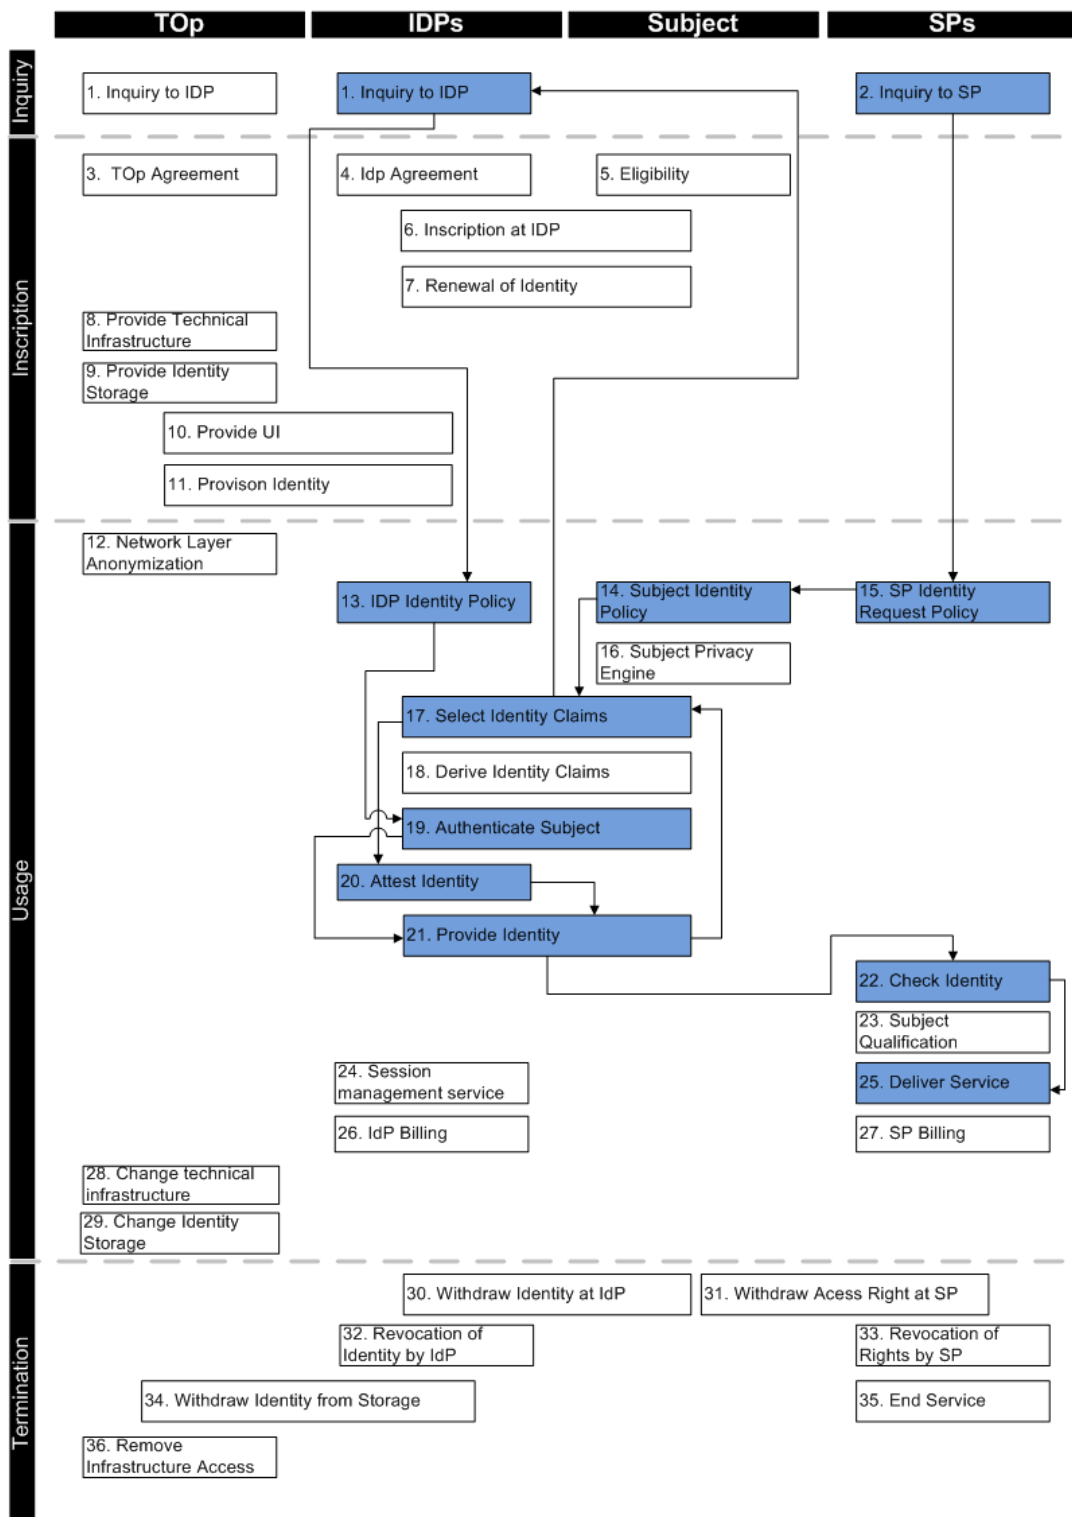 TOp
IDPs
Subject
SPs
Inquiry
1. Inquiry to IDP
1. Inquiry to IDP
2. Inquiry to SP
Inscription
3.  TOp Agreement
4. Idp Agreement
5. Eligibility
6. Inscription at IDP
7. Renewal of Identity
8. Provide Technical
Infrastructure
9. Provide Identity
Storage
10. Provide UI
11. Provison Identity
Usage
12. Network Layer
Anonymization
13. IDP Identity Policy
14. Subject Identity
Policy
15. SP Identity
Request Policy
16. Subject Privacy
Engine
17. Select Identity Claims
18. Derive Identity Claims
19. Authenticate Subject
20. Attest Identity
21. Provide Identity
22. Check Identity
23. Subject
Qualification
24. Session
management service
25. Deliver Service
26. IdP Billing
27. SP Billing
28. Change technical
infrastructure
29. Change Identity
Storage
Termination
30. Withdraw Identity at IdP
31. Withdraw Acess Right at SP
32. Revocation of
Identity by IdP
33. Revocation of
Rights by SP
34. Withdraw Identity from Storage
35. End Service
36. Remove
Infrastructure Access